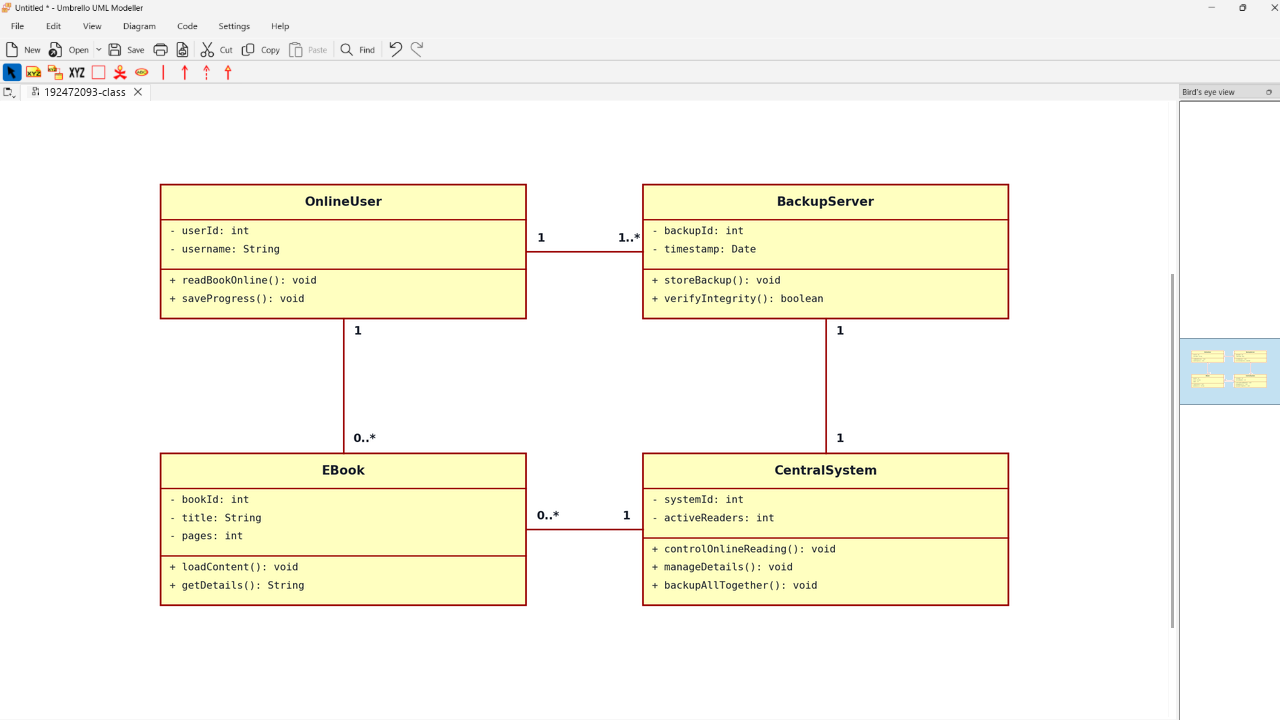 Untitled * - Umbrello UML Modeller
File Edit View Diagram Code Settings Help
New Open Save Cut Copy Paste Find
XYZ XYZ
192472093-class
Bird's eye view
OnlineUser
- userId: int
- username: String
+ readBookOnline(): void
+ saveProgress(): void
1 1..*
BackupServer
- backupId: int
- timestamp: Date
+ storeBackup(): void
+ verifyIntegrity(): boolean
1
0..*
1
1
EBook
- bookId: int
- title: String
- pages: int
+ loadContent(): void
+ getDetails(): String
0..* 1
CentralSystem
- systemId: int
- activeReaders: int
+ controlOnlineReading(): void
+ manageDetails(): void
+ backupAllTogether(): void